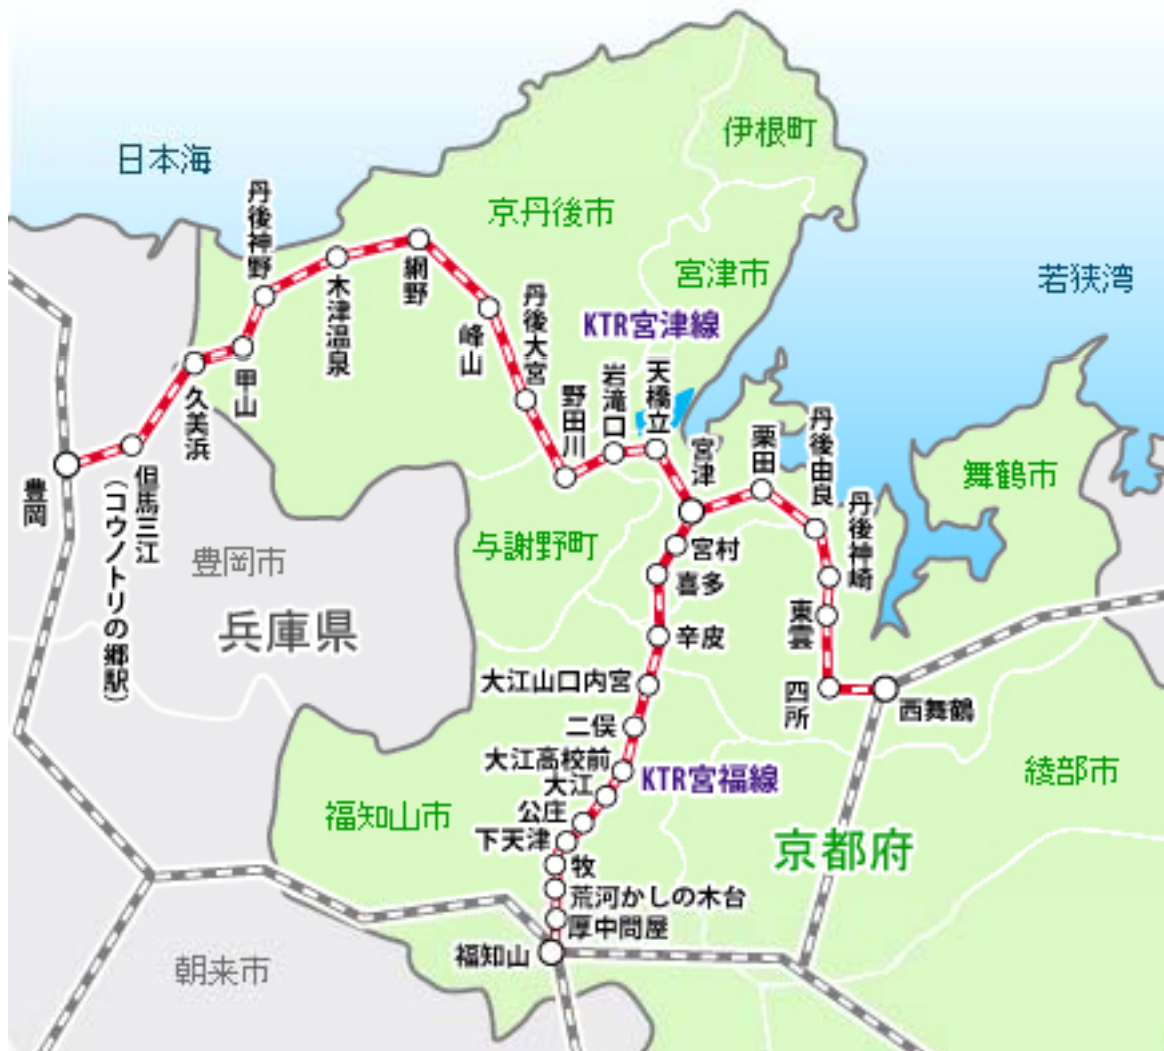 日本海
伊根町
京丹後市
宮津市
若狭湾
丹後神野
木津温泉
網野
峰山
丹後大宮
KTR宮津線
野田川
岩滝口
天橋立
宮津
栗田
丹後由良
丹後神崎
舞鶴市
甲山
久美浜
豊岡
但馬三江
（コウノトリの郷駅）
豊岡市
兵庫県
与謝野町
宮村
喜多
辛皮
東雲
四所
西舞鶴
大江山口内宮
二俣
大江高校前
大江
KTR宮福線
公庄
下天津
牧
荒河かしの木台
厚中問屋
福知山
福知山市
綾部市
京都府
朝来市